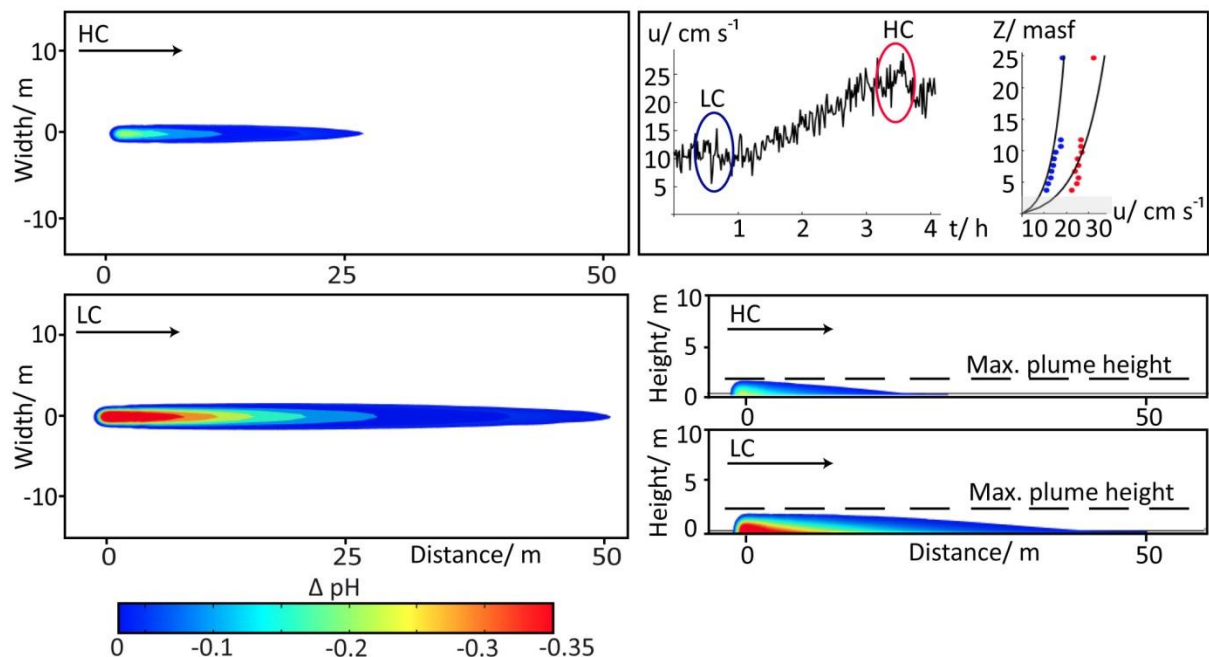 HC
10
0
-10
Width/ m
0
25
50
u/ cm s⁻¹
25
20
15
10
5
LC
HC
1
2
3
4
t/ h
Z/ masf
25
20
15
10
5
10
20
30
u/ cm s⁻¹
LC
10
0
-10
Width/ m
0
25
Distance/ m
50
Δ pH
0
-0.1
-0.2
-0.3
-0.35
HC
10
5
0
Height/ m
Max. plume height
0
50
LC
10
5
0
Height/ m
Max. plume height
0
Distance/ m
50